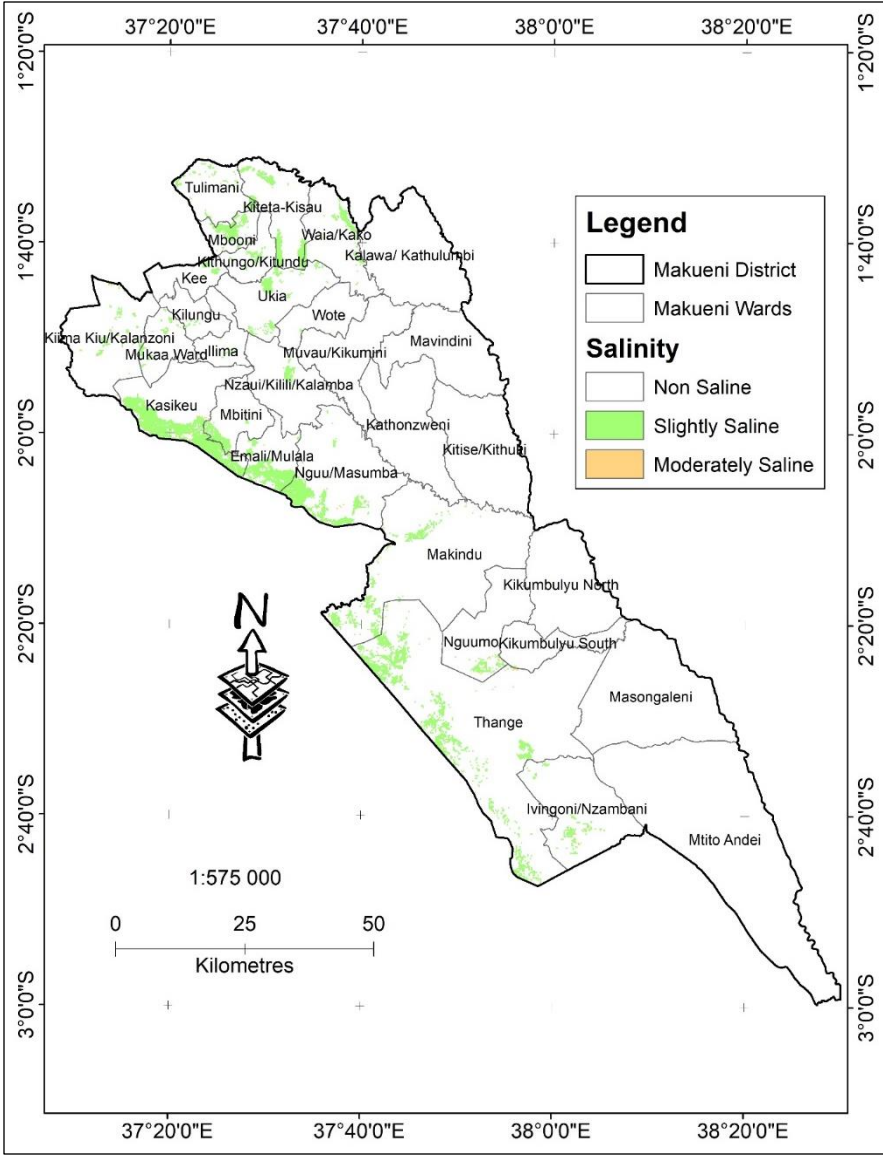 37°20'0"E 37°40'0"E 38°0'0"E 38°20'0"E
1°20'0"S 1°20'0"S
Legend
Makueni District
Makueni Wards
Salinity
Non Saline
Slightly Saline
Moderately Saline
Tulimani
Kiteta-Kisau
Mbooni
Waia/Kako
1°40'0"S 1°40'0"S
Kithungo/Kitundu
Kalawa/ Kathulumbi
Kee
Ukia
Kilungu
Wote
Kiima Kiu/Kalanzoni
Mukaa Ward
Ilima
Muvau/Kikumini
Mavindini
Nzaui/Kilili/Kalamba
Kasikeu
Mbitini
Kathonzweni
2°0'0"S 2°0'0"S
Kitise/Kithuki
Emali/Mulala
Nguu/Masumba
Makindu
Kikumbulyu North
2°20'0"S 2°20'0"S
N
Nguumo
Kikumbulyu South
Masongaleni
Thange
Ivingoni/Nzambani
2°40'0"S 2°40'0"S
Mtito Andei
1:575 000
0 25 50
Kilometres
3°0'0"S 3°0'0"S
37°20'0"E 37°40'0"E 38°0'0"E 38°20'0"E